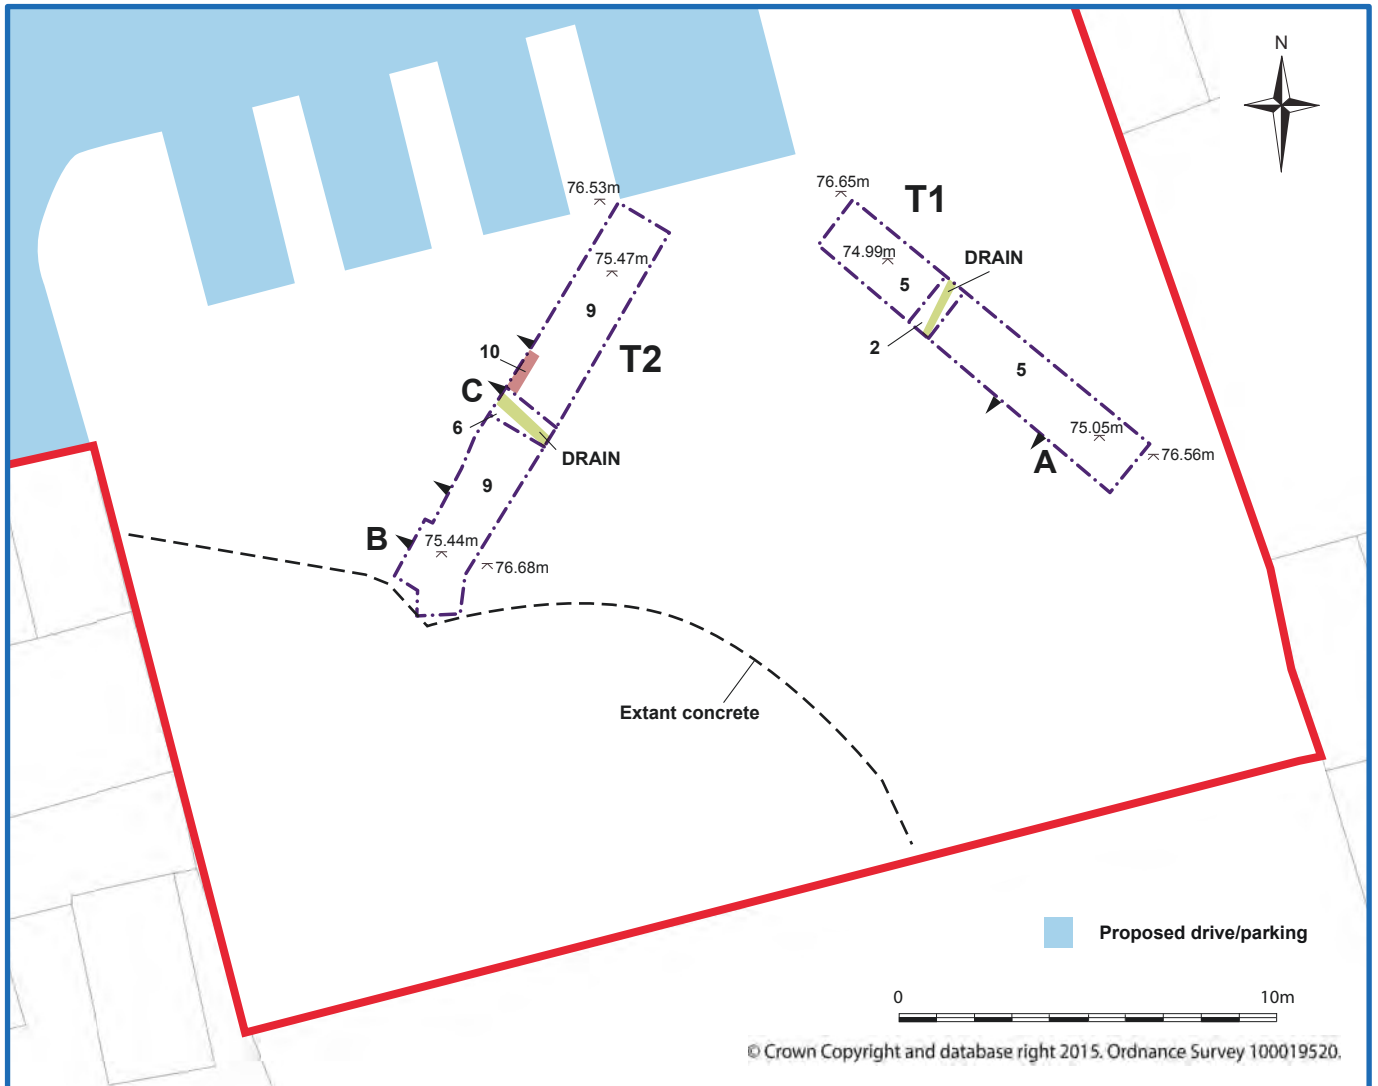 N
76.53m
76.65m
T1
75.47m
74.99m
DRAIN
5
9
2
10
T2
5
C
6
75.05m
76.56m
A
DRAIN
9
B
75.44m
76.68m
Extant concrete
Proposed drive/parking
0 10m
© Crown Copyright and database right 2015. Ordnance Survey 100019520.